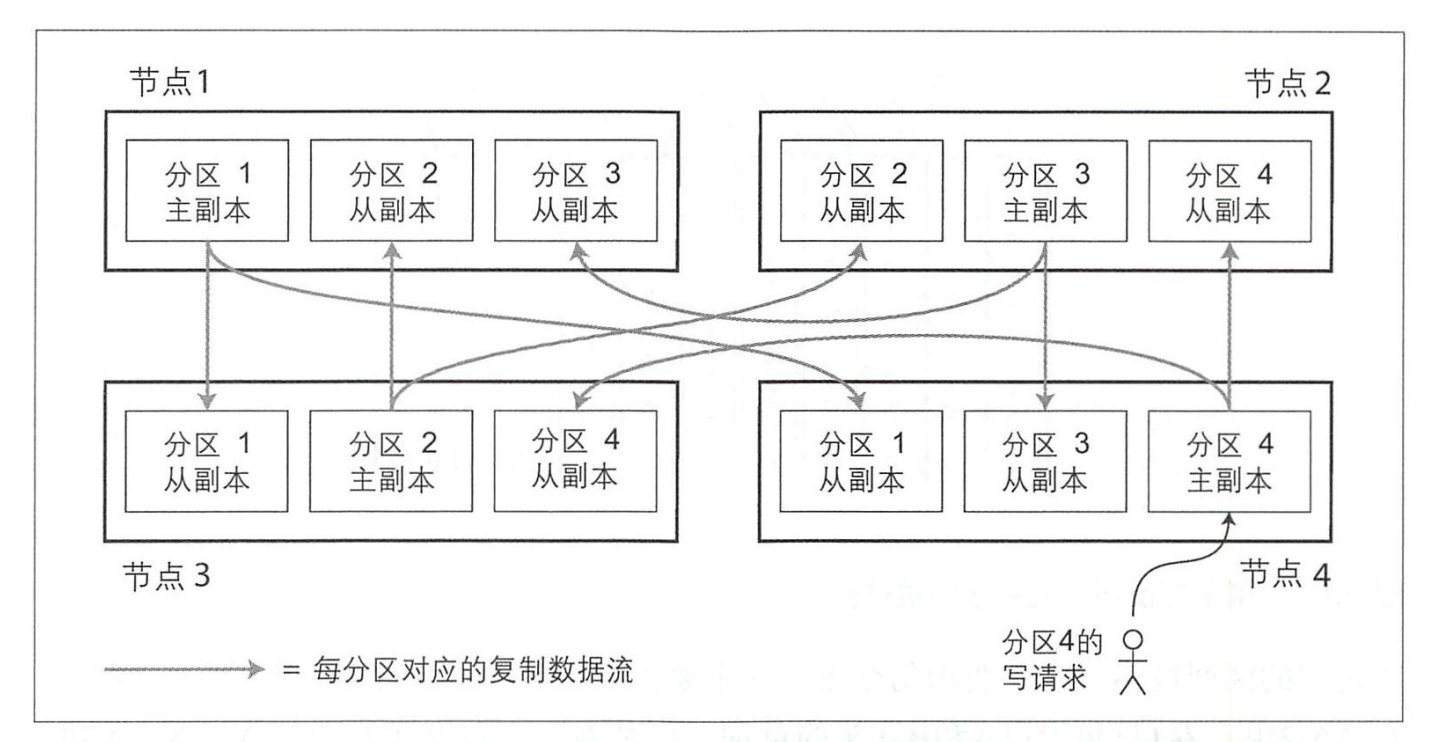 节点1
节点 2
分区 1
主副本
分区 2
从副本
分区 3
从副本
分区 2
从副本
分区 3
主副本
分区 4
从副本
分区 1
从副本
分区 2
主副本
分区 4
从副本
分区 1
从副本
分区 3
从副本
分区 4
主副本
节点 3
节点 4
分区4的
写请求
= 每分区对应的复制数据流